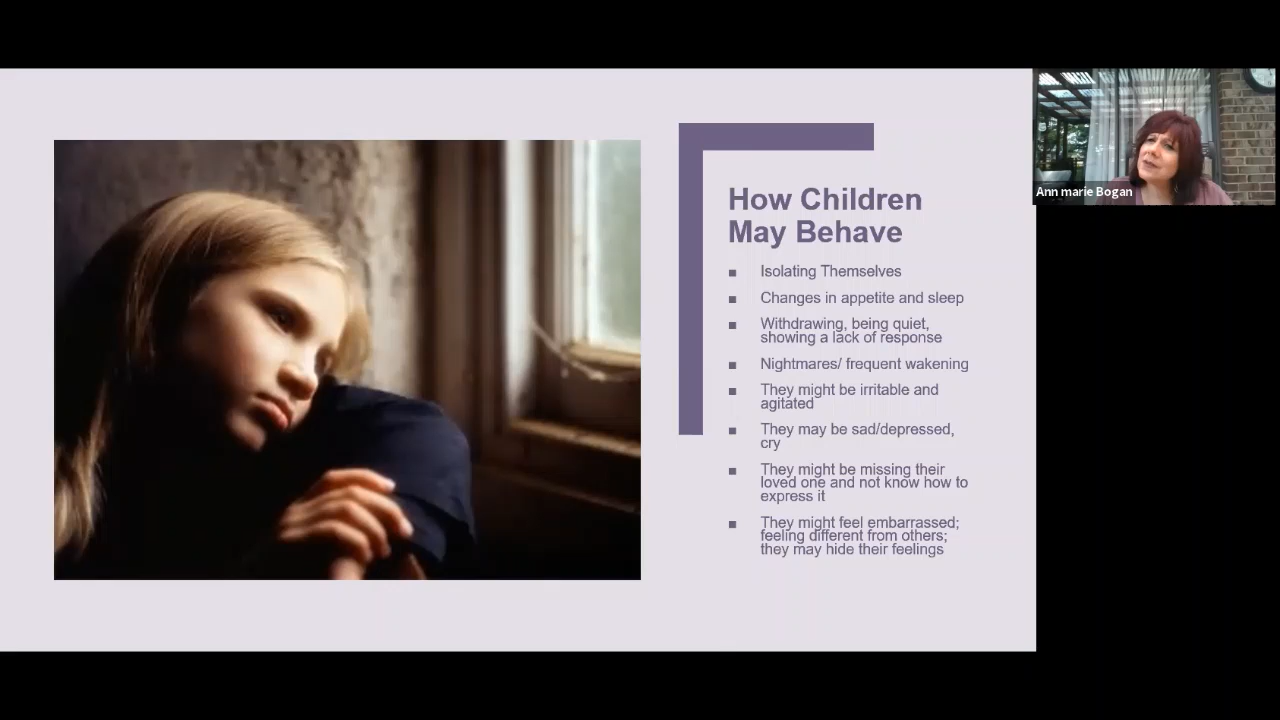 How Children
May Behave
■ Isolating Themselves
■ Changes in appetite and sleep
■ Withdrawing, being quiet,
showing a lack of response
■ Nightmares/ frequent wakening
■ They might be irritable and
agitated
■ They may be sad/depressed,
cry
■ They might be missing their
loved one and not know how to
express it
■ They might feel embarrassed;
feeling different from others;
they may hide their feelings
Ann marie Bogan